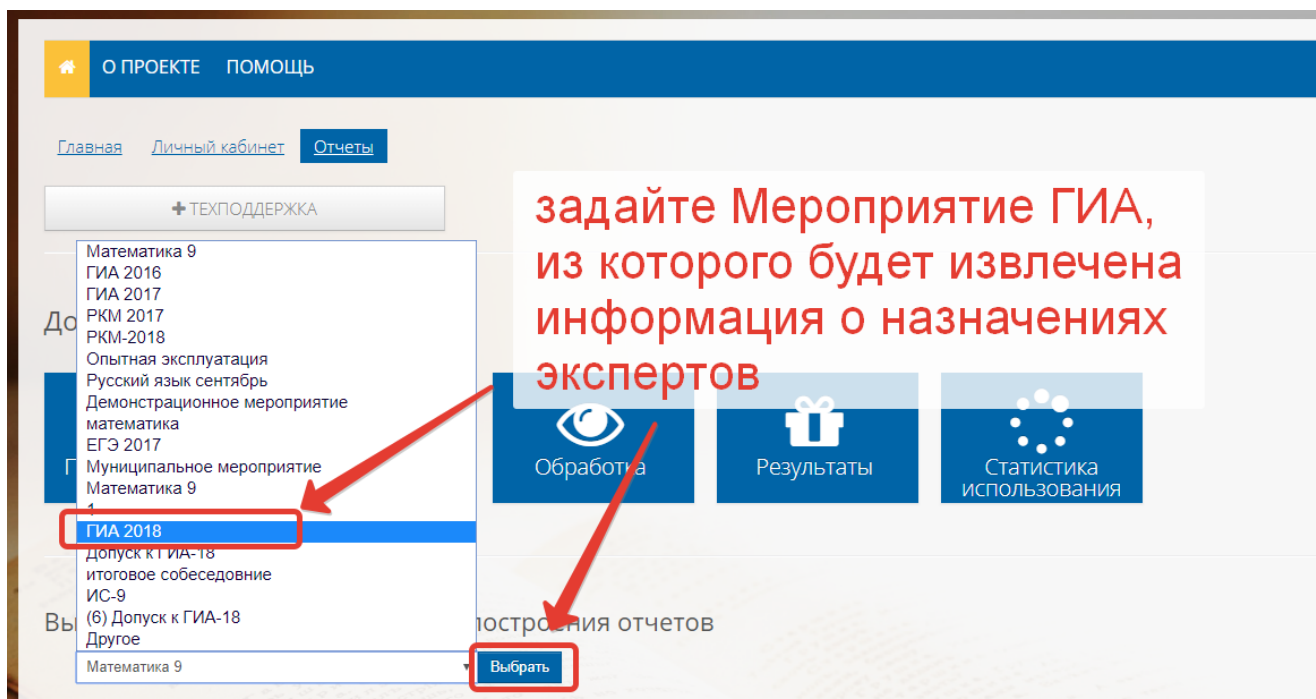 О ПРОЕКТЕ ПОМОЩЬ
Главная Личный кабинет Отчеты
+ ТЕХПОДДЕРЖКА
задайте Мероприятие ГИА,
из которого будет извлечена
информация о назначениях
экспертов
Математика 9
ГИА 2016
ГИА 2017
РКМ 2017
РКМ-2018
Опытная эксплуатация
Русский язык сентябрь
Демонстрационное мероприятие
математика
ЕГЭ 2017
Муниципальное мероприятие
Математика 9
1
ГИА 2018
Допуск к ГИА-18
итоговое собеседовние
ИС-9
(6) Допуск к ГИА-18
Другое
До
Обработка Результаты Статистика
использования
Вы построения отчетов
Математика 9 Выбрать